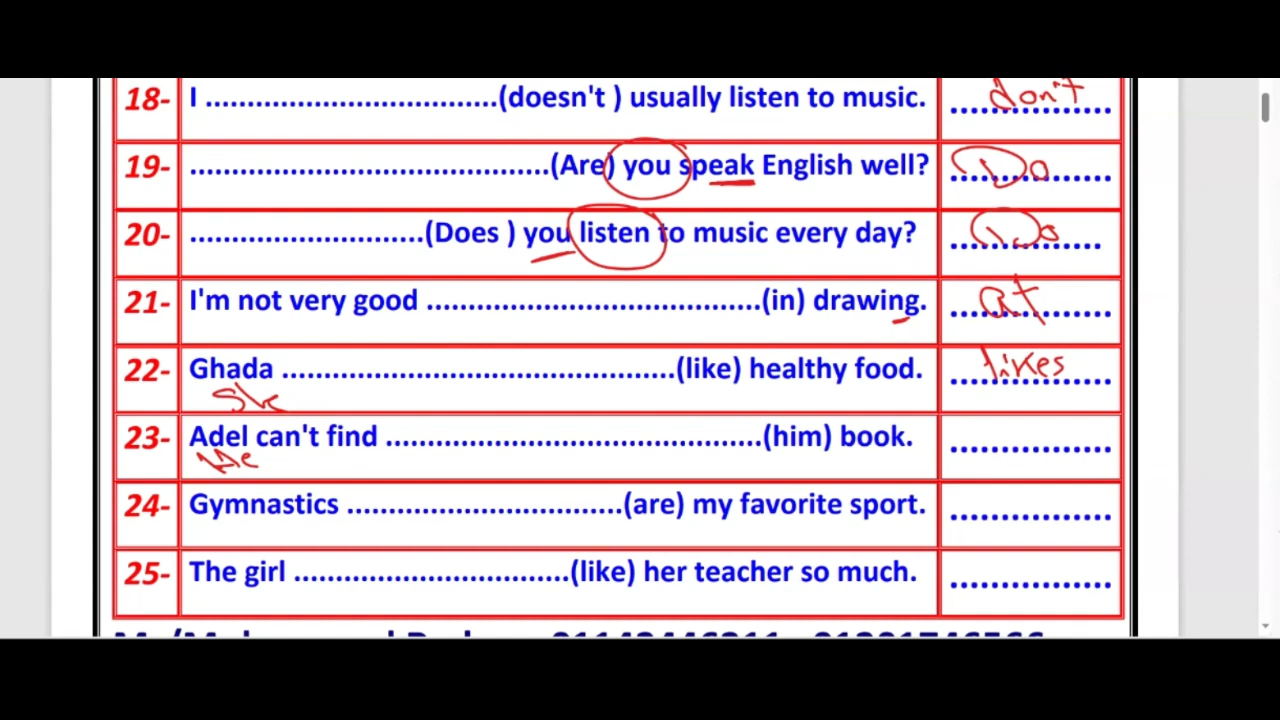 18- I ...................................(doesn't ) usually listen to music. don't
19- ...........................................(Are) you speak English well? Do
20- ............................(Does ) you listen to music every day? Do
21- I'm not very good ........................................(in) drawing. at
22- Ghada ...............................................(like) healthy food. likes
She
23- Adel can't find .............................................(him) book. ................
He
24- Gymnastics .................................(are) my favorite sport. ................
25- The girl .................................(like) her teacher so much. ................